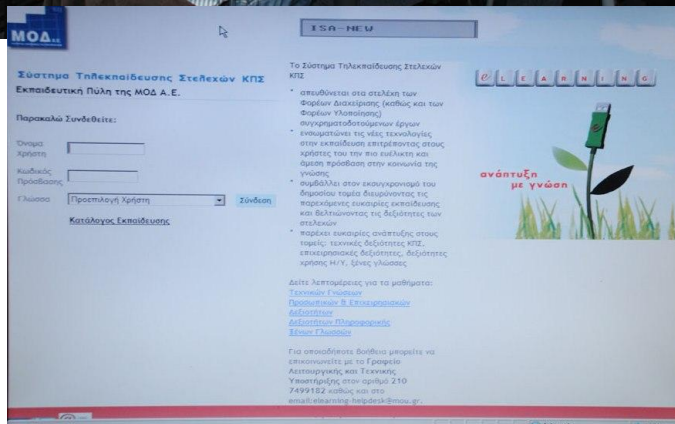 ΜΟΔ Α.Ε.
ISA-NEW
Σύστημα Τηλεκπαίδευσης Στελεχών ΚΠΣ
Εκπαιδευτική Πύλη της ΜΟΔ Α.Ε.
Παρακαλώ Συνδεθείτε:
Όνομα
Χρήστη
Κωδικός
Πρόσβασης
Γλώσσα Προεπιλογή Χρήστη Σύνδεση
Κατάλογος Εκπαίδευσης
Το Σύστημα Τηλεκπαίδευσης Στελεχών
ΚΠΣ
απευθύνεται στα στελέχη των
Φορέων Διαχείρισης (καθώς και των
Φορέων Υλοποίησης)
συγχρηματοδοτούμενων έργων
ενσωματώνει τις νέες τεχνολογίες
στην εκπαίδευση επιτρέποντας στους
χρήστες του την πιο ευέλικτη και
άμεση πρόσβαση στην κοινωνία της
γνώσης
συμβάλλει στον εκσυγχρονισμό του
δημοσίου τομέα διευρύνοντας τις
παρεχόμενες ευκαιρίες εκπαίδευσης
και βελτιώνοντας τις δεξιότητες των
στελεχών
παρέχει ευκαιρίες ανάπτυξης στους
τομείς: τεχνικές δεξιότητες ΚΠΣ,
επιχειρησιακές δεξιότητες, δεξιότητες
χρήσης Η/Υ, ξένες γλώσσες
Δείτε λεπτομέρειες για τα μαθήματα:
Τεχνικών Γνώσεων
Προσωπικών & Επιχειρησιακών
Δεξιοτήτων
Δεξιοτήτων Πληροφορικής
Ξένων Γλωσσών
Για οποιαδήποτε βοήθεια μπορείτε να
επικοινωνείτε με το Γραφείο
Λειτουργικής και Τεχνικής
Υποστήριξης στον αριθμό 210
7499182 καθώς και στο
email:elearning-helpdesk@mou.gr.
e LEARNING
ανάπτυξη
με γνώση